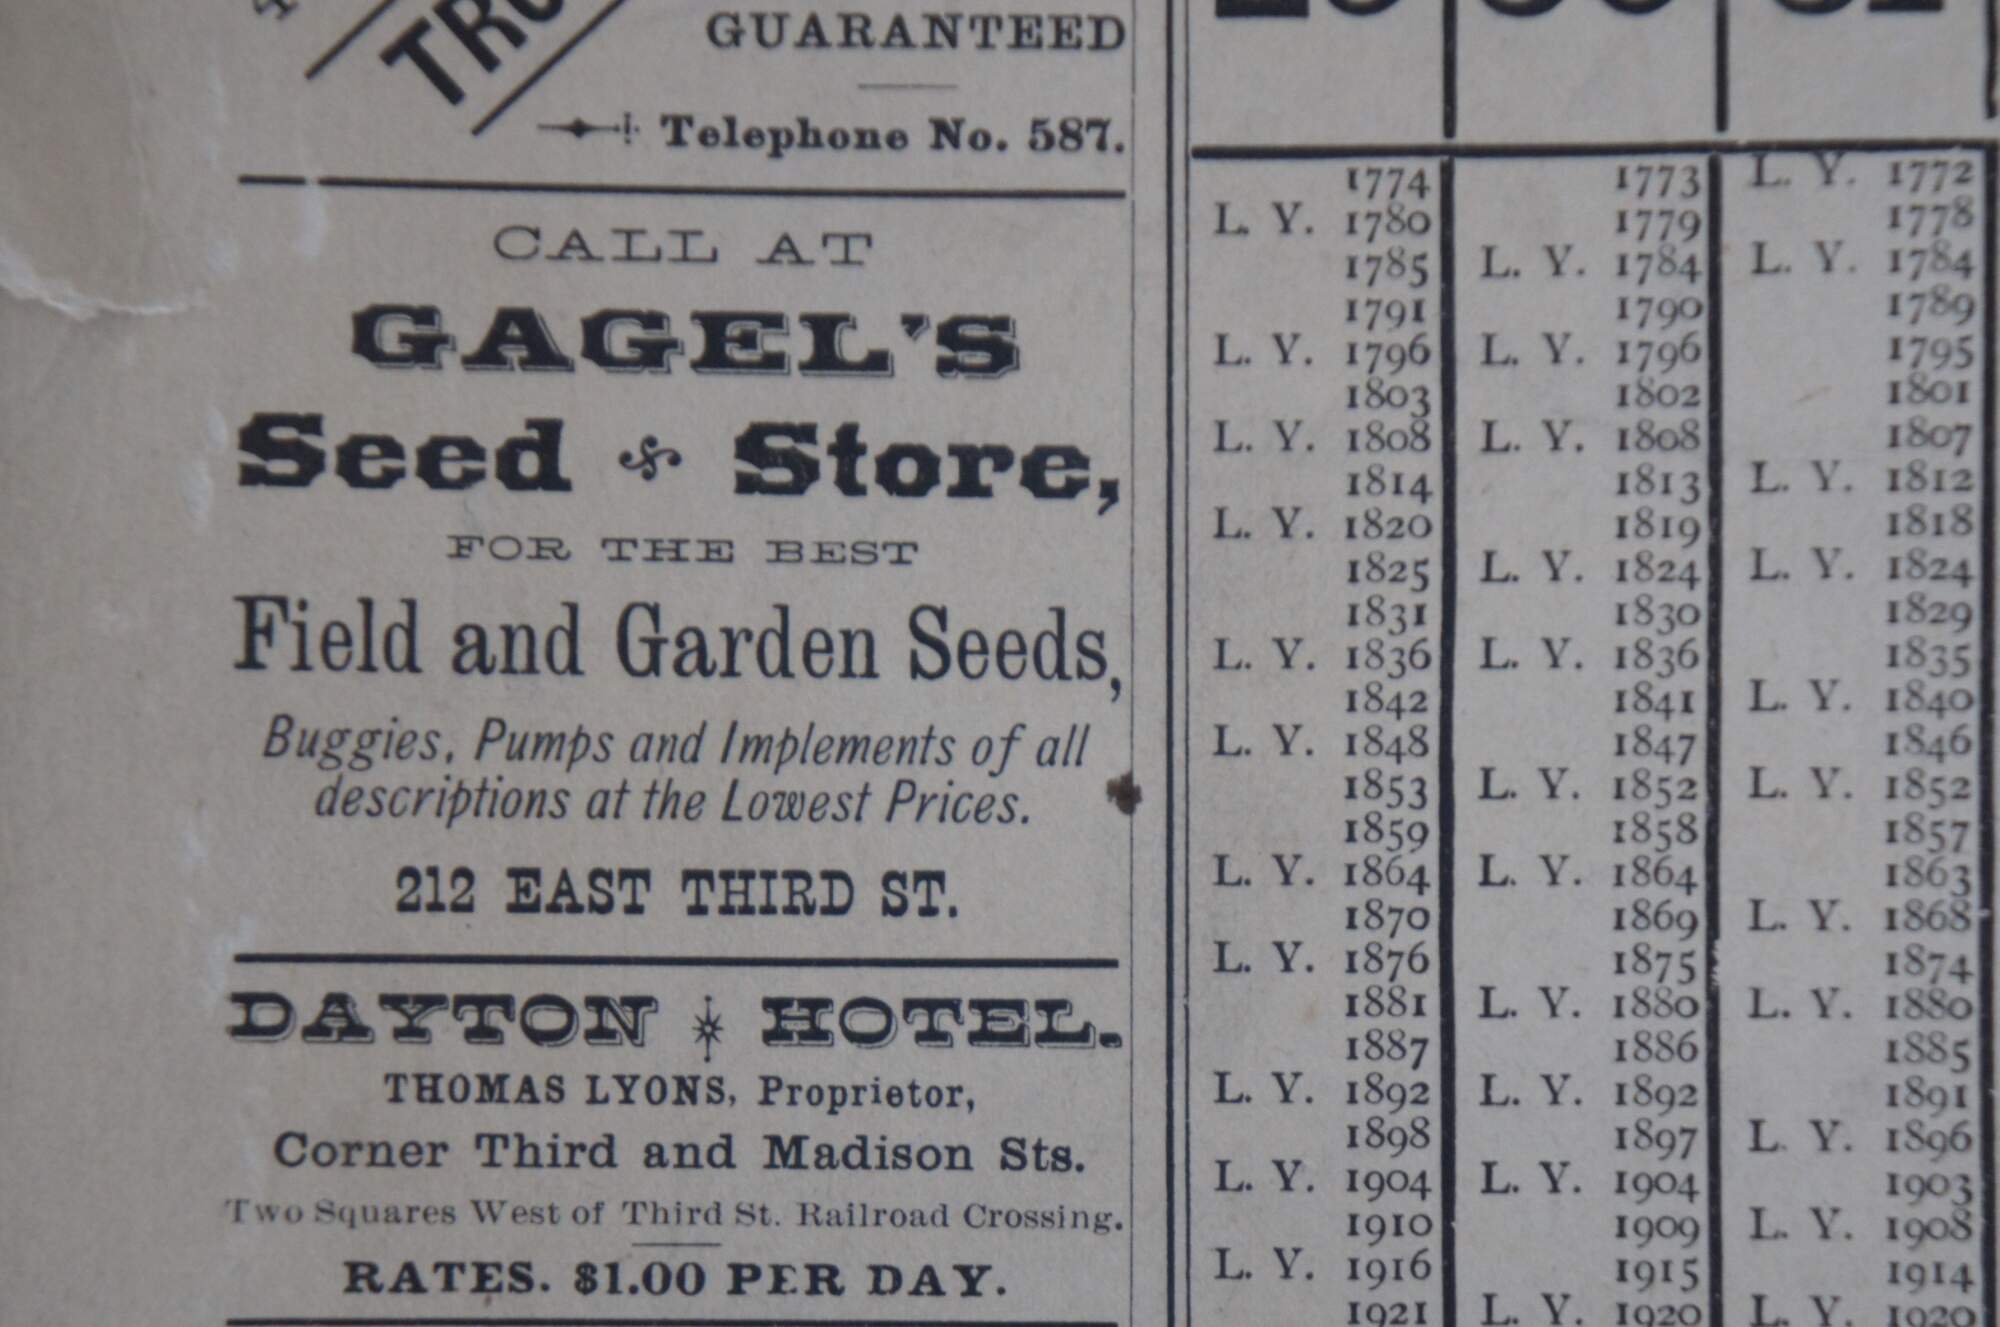 GUARANTEED
Telephone No. 587.
CALL AT
GAGEL'S
Seed Store,
FOR THE BEST
Field and Garden Seeds,
Buggies, Pumps and Implements of all
descriptions at the Lowest Prices.
212 EAST THIRD ST.
DAYTON HOTEL.
THOMAS LYONS, Proprietor,
Corner Third and Madison Sts.
Two Squares West of Third St. Railroad Crossing.
RATES. $1.00 PER DAY.
1774 1773 L. Y. 1772
L. Y. 1780 1779 1778
1785 L. Y. 1784 L. Y. 1784
1791 1790 1789
L. Y. 1796 L. Y. 1796 1795
1803 1802 1801
L. Y. 1808 L. Y. 1808 1807
1814 1813 L. Y. 1812
L. Y. 1820 1819 1818
1825 L. Y. 1824 L. Y. 1824
1831 1830 1829
L. Y. 1836 L. Y. 1836 1835
1842 1841 L. Y. 1840
L. Y. 1848 1847 1846
1853 L. Y. 1852 L. Y. 1852
1859 1858 1857
L. Y. 1864 L. Y. 1864 1863
1870 1869 L. Y. 1868
L. Y. 1876 1875 1874
1881 L. Y. 1880 L. Y. 1880
1887 1886 1885
L. Y. 1892 L. Y. 1892 1891
1898 1897 L. Y. 1896
L. Y. 1904 L. Y. 1904 1903
1910 1909 L. Y. 1908
L. Y. 1916 1915 1914
1921 L. Y. 1920 L. Y. 1920